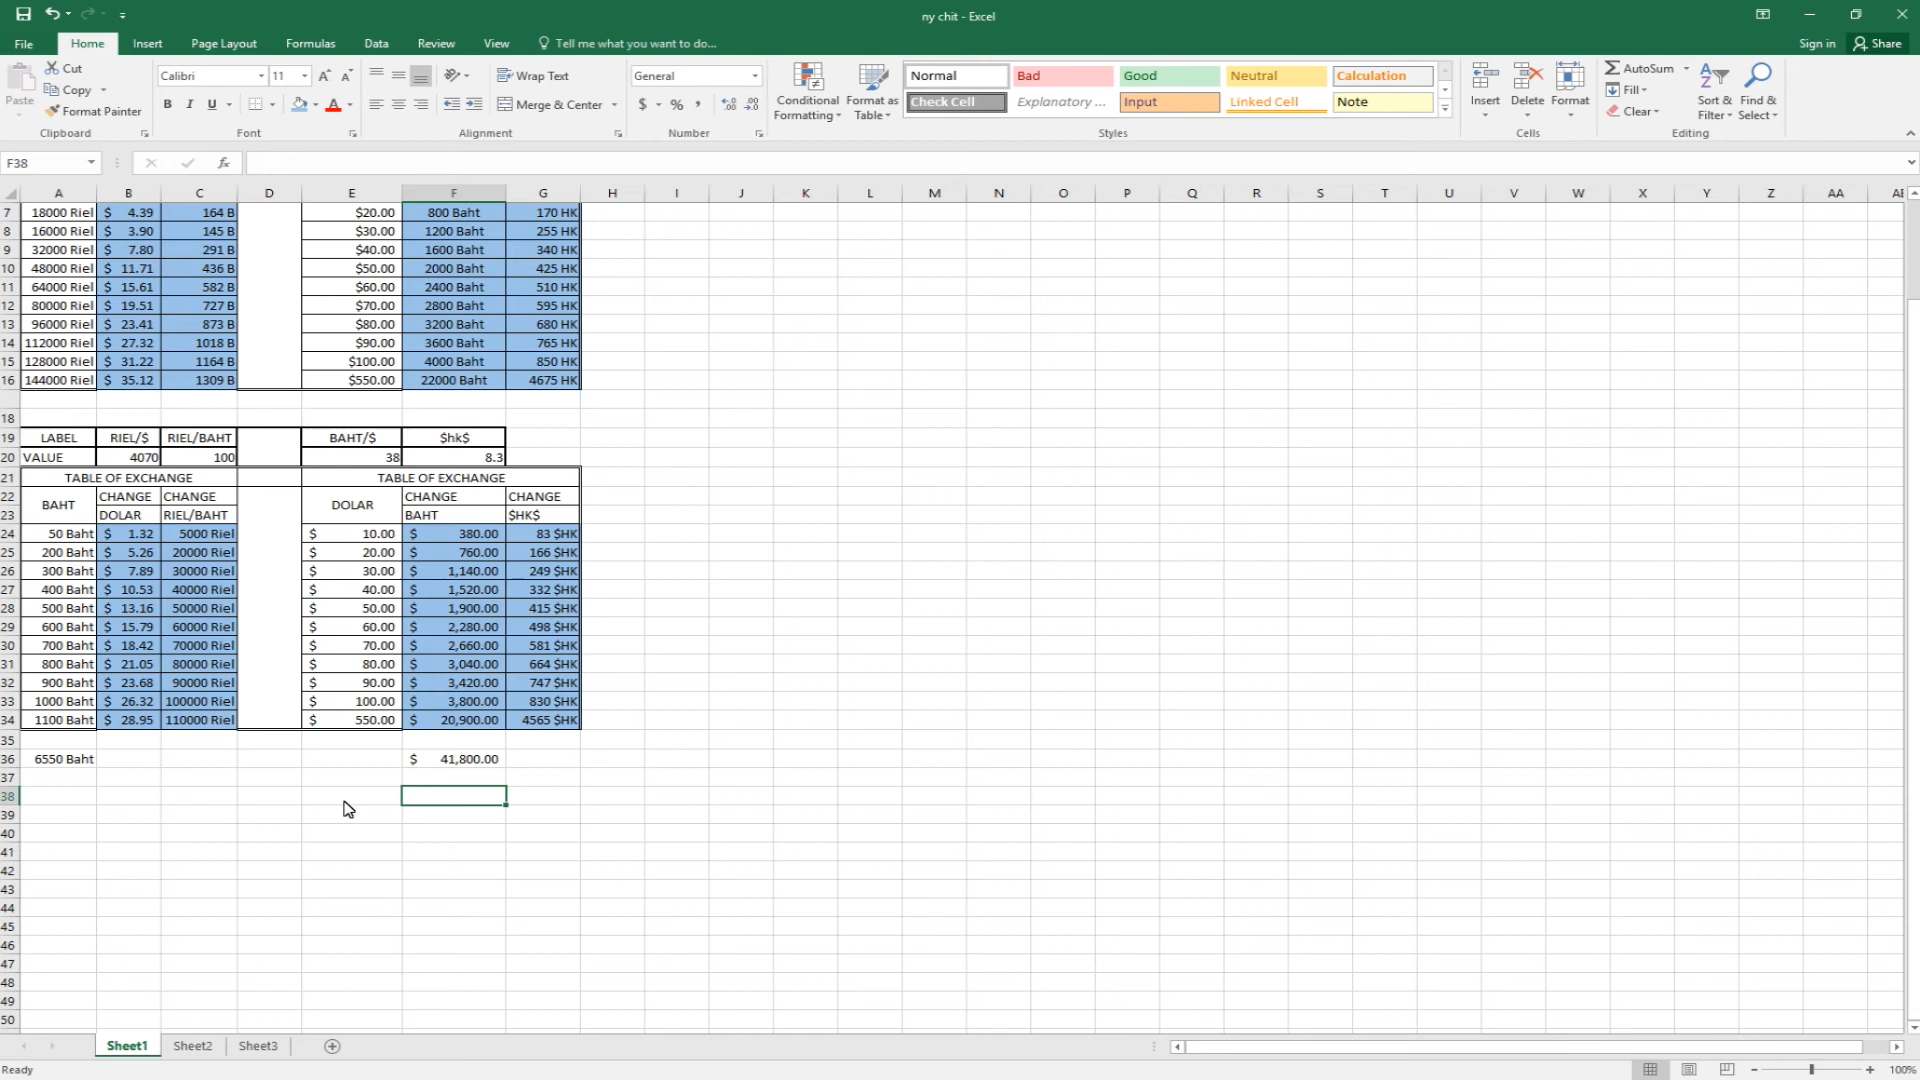 ny chit - Excel
File Home Insert Page Layout Formulas Data Review View Tell me what you want to do... Sign in Share
Paste Cut Copy Format Painter Clipboard
Calibri 11 B I U Font
Wrap Text Merge & Center Alignment
General $ % Number
Conditional Formatting Format as Table
Normal Bad Good Neutral Calculation
Check Cell Explanatory ... Input Linked Cell Note
Styles
Insert Delete Format Cells
AutoSum Fill Clear Sort & Filter Find & Select Editing
F38 fx
A B C D E F G H I J K L M N O P Q R S T U V W X Y Z AA
7 18000 Riel $ 4.39 164 B $20.00 800 Baht 170 HK
8 16000 Riel $ 3.90 145 B $30.00 1200 Baht 255 HK
9 32000 Riel $ 7.80 291 B $40.00 1600 Baht 340 HK
10 48000 Riel $ 11.71 436 B $50.00 2000 Baht 425 HK
11 64000 Riel $ 15.61 582 B $60.00 2400 Baht 510 HK
12 80000 Riel $ 19.51 727 B $70.00 2800 Baht 595 HK
13 96000 Riel $ 23.41 873 B $80.00 3200 Baht 680 HK
14 112000 Riel $ 27.32 1018 B $90.00 3600 Baht 765 HK
15 128000 Riel $ 31.22 1164 B $100.00 4000 Baht 850 HK
16 144000 Riel $ 35.12 1309 B $550.00 22000 Baht 4675 HK
18
19 LABEL RIEL/$ RIEL/BAHT BAHT/$ $hk$
20 VALUE 4070 100 38 8.3
21 TABLE OF EXCHANGE TABLE OF EXCHANGE
22 BAHT CHANGE CHANGE DOLAR CHANGE CHANGE
23 DOLAR RIEL/BAHT BAHT $HK$
24 50 Baht $ 1.32 5000 Riel $ 10.00 $ 380.00 83 $HK
25 200 Baht $ 5.26 20000 Riel $ 20.00 $ 760.00 166 $HK
26 300 Baht $ 7.89 30000 Riel $ 30.00 $ 1,140.00 249 $HK
27 400 Baht $ 10.53 40000 Riel $ 40.00 $ 1,520.00 332 $HK
28 500 Baht $ 13.16 50000 Riel $ 50.00 $ 1,900.00 415 $HK
29 600 Baht $ 15.79 60000 Riel $ 60.00 $ 2,280.00 498 $HK
30 700 Baht $ 18.42 70000 Riel $ 70.00 $ 2,660.00 581 $HK
31 800 Baht $ 21.05 80000 Riel $ 80.00 $ 3,040.00 664 $HK
32 900 Baht $ 23.68 90000 Riel $ 90.00 $ 3,420.00 747 $HK
33 1000 Baht $ 26.32 100000 Riel $ 100.00 $ 3,800.00 830 $HK
34 1100 Baht $ 28.95 110000 Riel $ 550.00 $ 20,900.00 4565 $HK
35
36 6550 Baht $ 41,800.00
37
38
39
40
41
42
43
44
45
46
47
48
49
50
Sheet1 Sheet2 Sheet3
Ready 100%